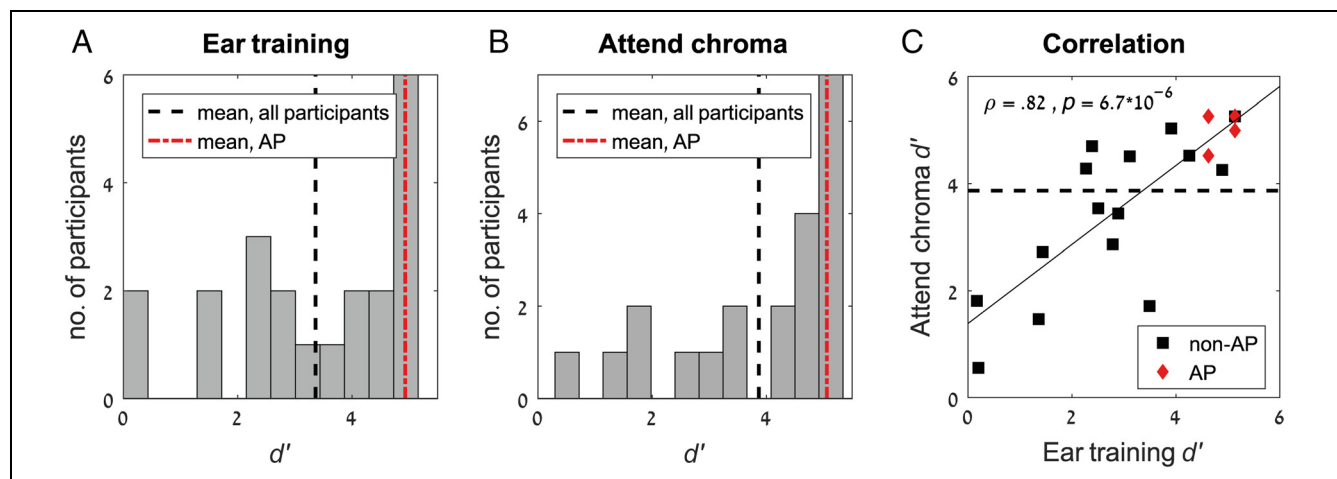 A Ear training
6
4
2
0
0 2 4
no. of participants
d′
mean, all participants
mean, AP
B Attend chroma
6
4
2
0
0 2 4
no. of participants
d′
mean, all participants
mean, AP
C Correlation
6
4
2
0
0 2 4 6
Attend chroma d′
Ear training d′
ρ = .82 , p = 6.7*10⁻⁶
non-AP
AP